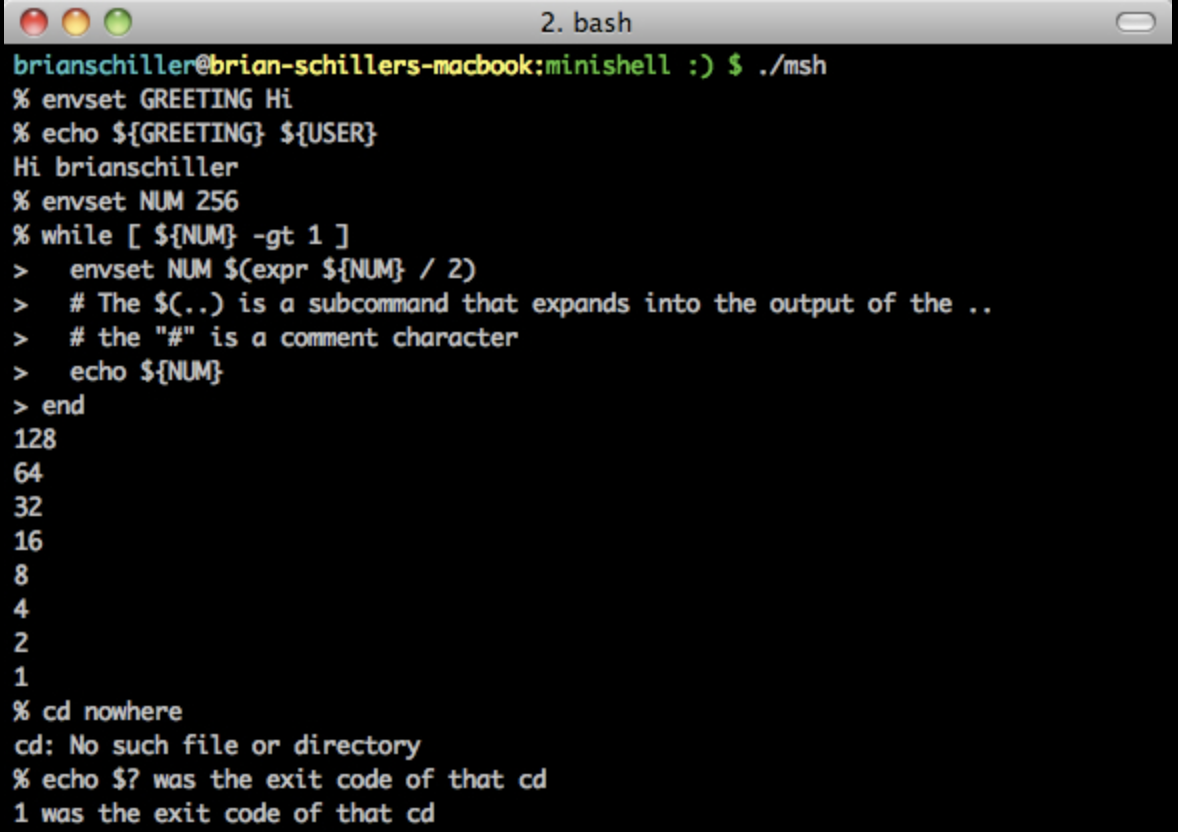 2. bash
brianschiller@brian-schillers-macbook:minishell :) $ ./msh
% envset GREETING Hi
% echo ${GREETING} ${USER}
Hi brianschiller
% envset NUM 256
% while [ ${NUM} -gt 1 ]
>   envset NUM $(expr ${NUM} / 2)
>   # The $(..) is a subcommand that expands into the output of the ..
>   # the "#" is a comment character
>   echo ${NUM}
> end
128
64
32
16
8
4
2
1
% cd nowhere
cd: No such file or directory
% echo $? was the exit code of that cd
1 was the exit code of that cd